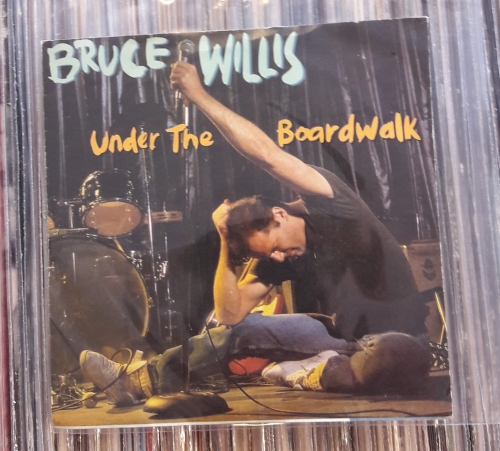 BRUCE WILLIS
Under The Boardwalk